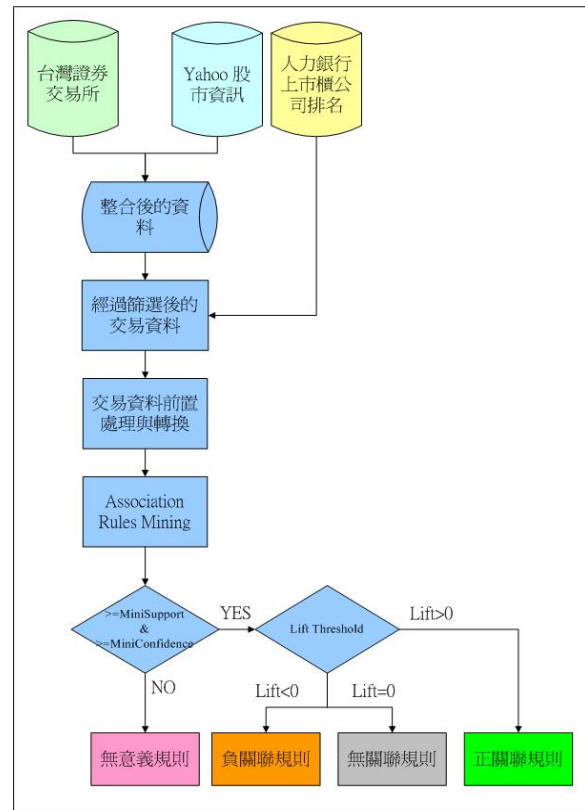 台灣證券
交易所
Yahoo 股
市資訊
人力銀行
上市櫃公
司排名
整合後的資
料
經過篩選後的
交易資料
交易資料前置
處理與轉換
Association
Rules Mining
>=MiniSupport
&
>=MiniConfidence
YES
Lift Threshold
Lift>0
NO
Lift<0
Lift=0
無意義規則
負關聯規則
無關聯規則
正關聯規則